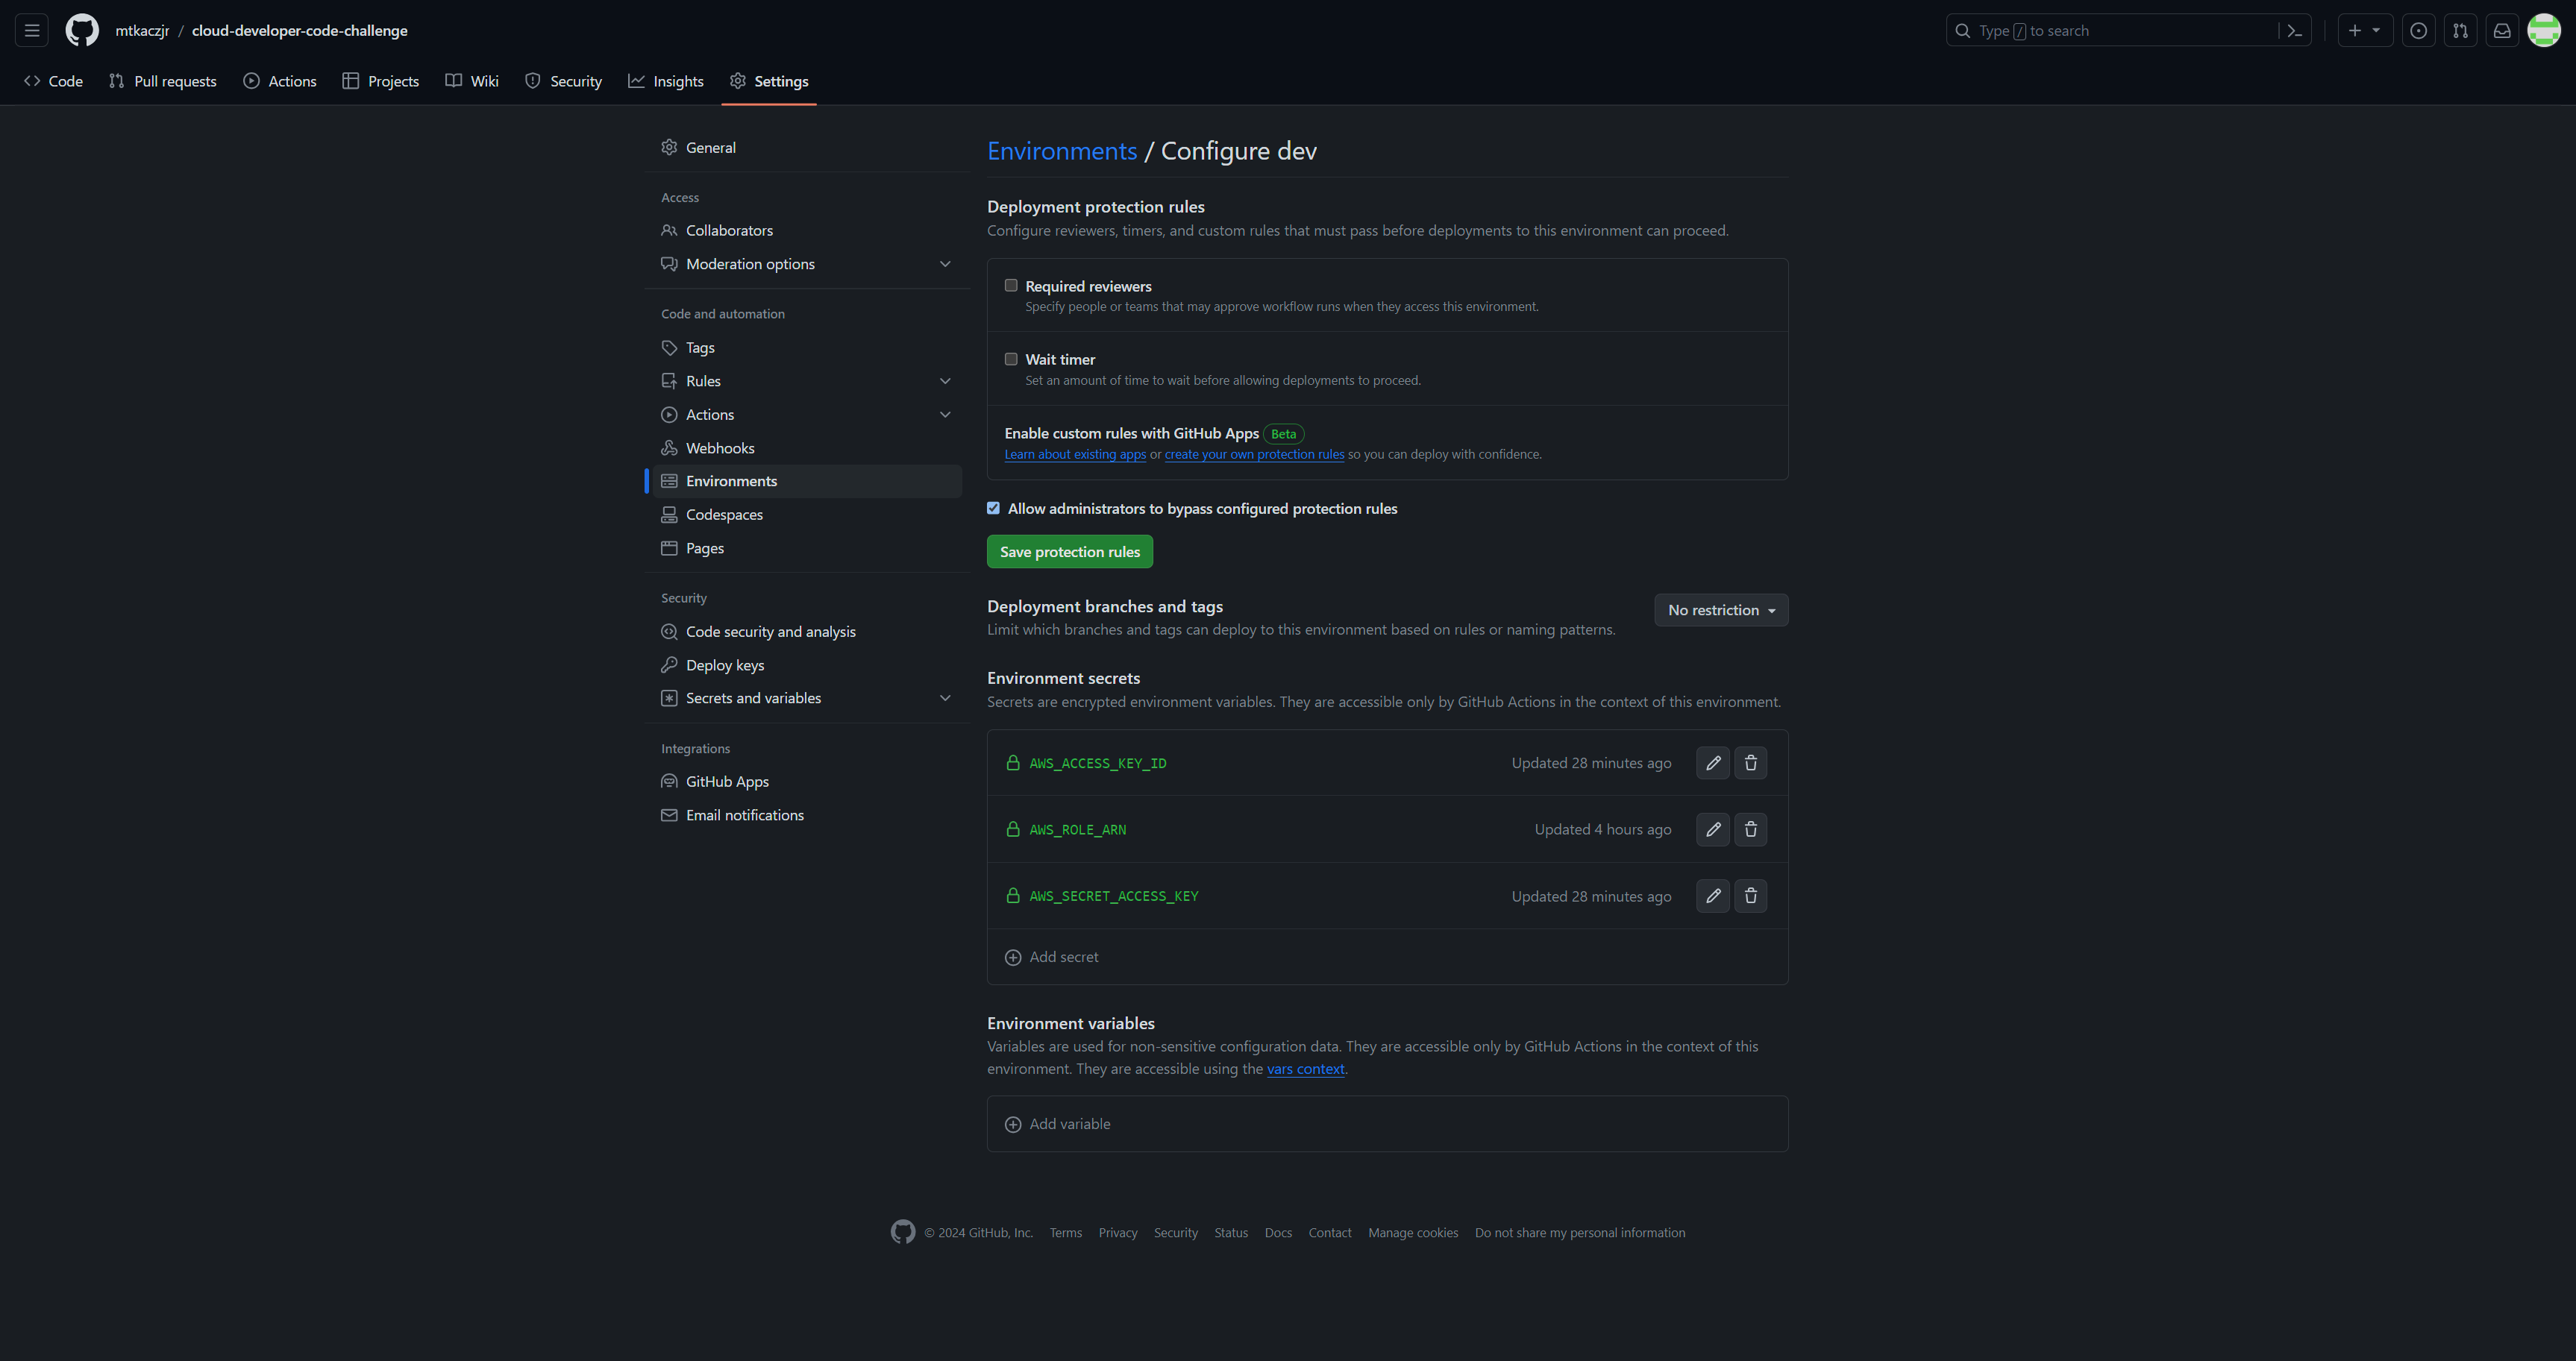 mtkaczjr / cloud-developer-code-challenge
Type / to search
Code
Pull requests
Actions
Projects
Wiki
Security
Insights
Settings
General
Access
Collaborators
Moderation options
Code and automation
Tags
Rules
Actions
Webhooks
Environments
Codespaces
Pages
Security
Code security and analysis
Deploy keys
Secrets and variables
Integrations
GitHub Apps
Email notifications
Environments / Configure dev
Deployment protection rules
Configure reviewers, timers, and custom rules that must pass before deployments to this environment can proceed.
Required reviewers
Specify people or teams that may approve workflow runs when they access this environment.
Wait timer
Set an amount of time to wait before allowing deployments to proceed.
Enable custom rules with GitHub Apps Beta
Learn about existing apps or create your own protection rules so you can deploy with confidence.
Allow administrators to bypass configured protection rules
Save protection rules
Deployment branches and tags
Limit which branches and tags can deploy to this environment based on rules or naming patterns.
No restriction
Environment secrets
Secrets are encrypted environment variables. They are accessible only by GitHub Actions in the context of this environment.
AWS_ACCESS_KEY_ID Updated 28 minutes ago
AWS_ROLE_ARN Updated 4 hours ago
AWS_SECRET_ACCESS_KEY Updated 28 minutes ago
Add secret
Environment variables
Variables are used for non-sensitive configuration data. They are accessible only by GitHub Actions in the context of this
environment. They are accessible using the vars context.
Add variable
© 2024 GitHub, Inc. Terms Privacy Security Status Docs Contact Manage cookies Do not share my personal information